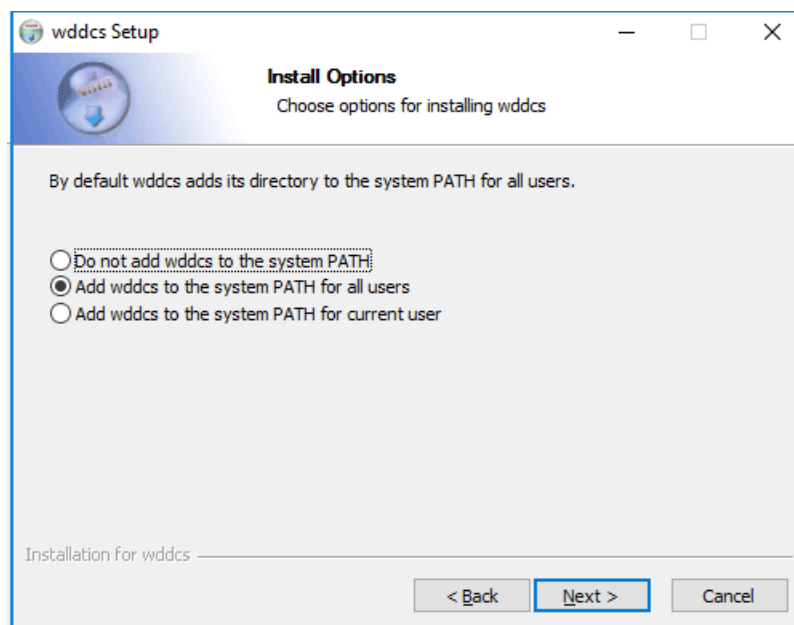 wddcs Setup
Install Options
Choose options for installing wddcs
By default wddcs adds its directory to the system PATH for all users.
Do not add wddcs to the system PATH
Add wddcs to the system PATH for all users
Add wddcs to the system PATH for current user
Installation for wddcs
< Back
Next >
Cancel